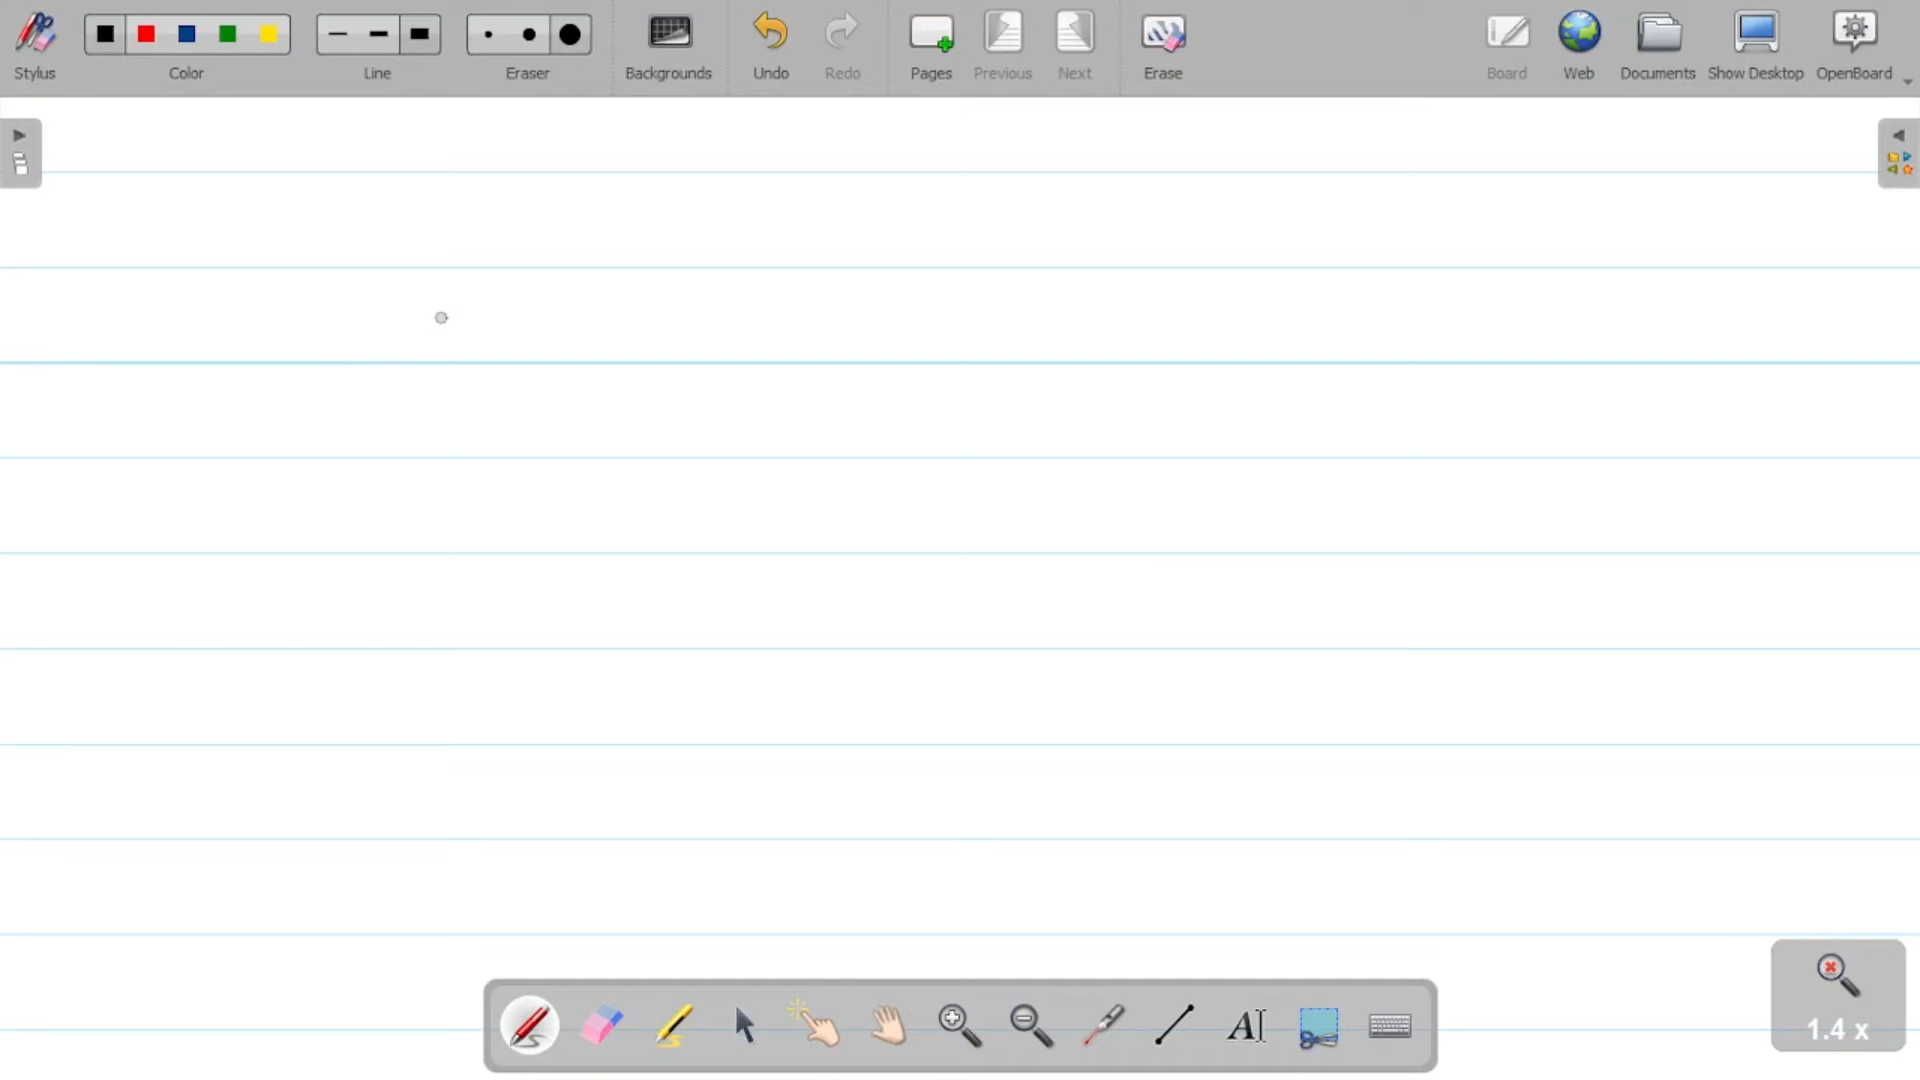 Stylus Color Line Eraser Backgrounds Undo Redo Pages Previous Next Erase Board Web Documents Show Desktop OpenBoard
A
1.4 x